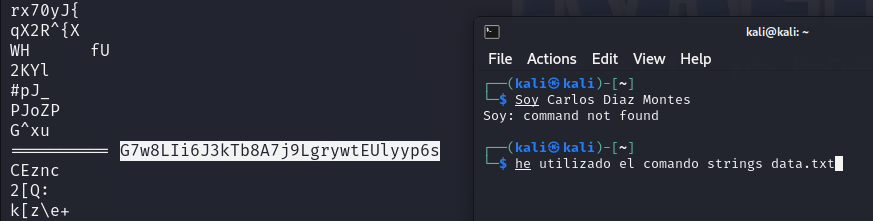 rx70yJ{
qX2R^{X
WH      fU
2KYl
#pJ_
PJoZP
G^xu
========== G7w8LIi6J3kTb8A7j9LgrywtEUlyyp6s
CEznc
2[Q:
k[z\e+
kali@kali: ~
File Actions Edit View Help
┌──(kali㉿kali)-[~]
└─$ Soy Carlos Diaz Montes
Soy: command not found
┌──(kali㉿kali)-[~]
└─$ he utilizado el comando strings data.txt